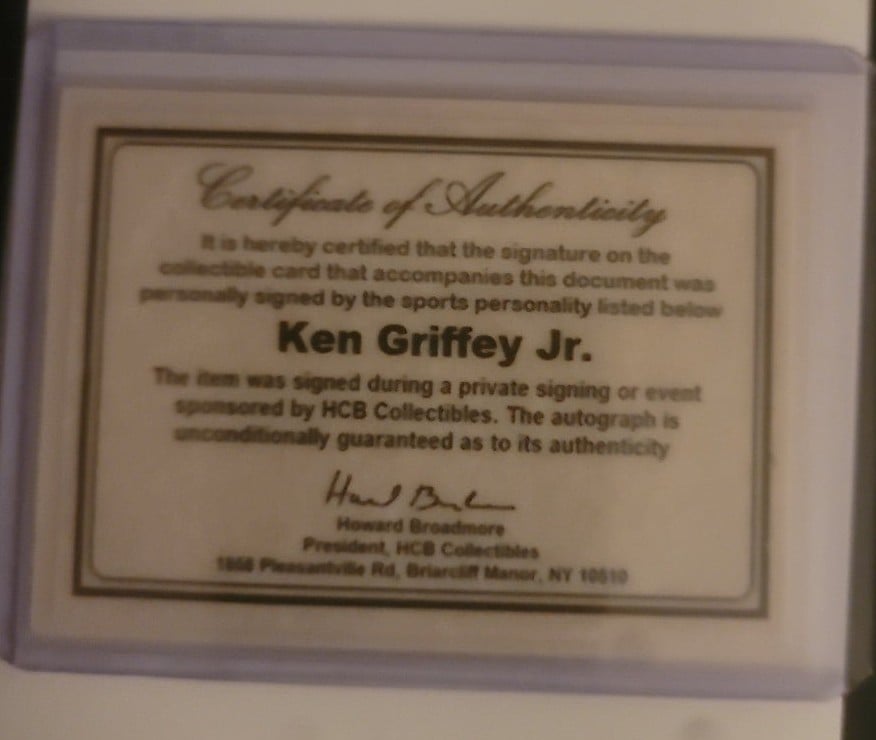 Certificate of Authenticity
It is hereby certified that the signature on the
collectible card that accompanies this document was
personally signed by the sports personality listed below
Ken Griffey Jr.
The item was signed during a private signing or event
sponsored by HCB Collectibles. The autograph is
unconditionally guaranteed as to its authenticity
Howard Broadmore
President, HCB Collectibles
Pleasantville Rd, Briarcliff Manor, NY 10510